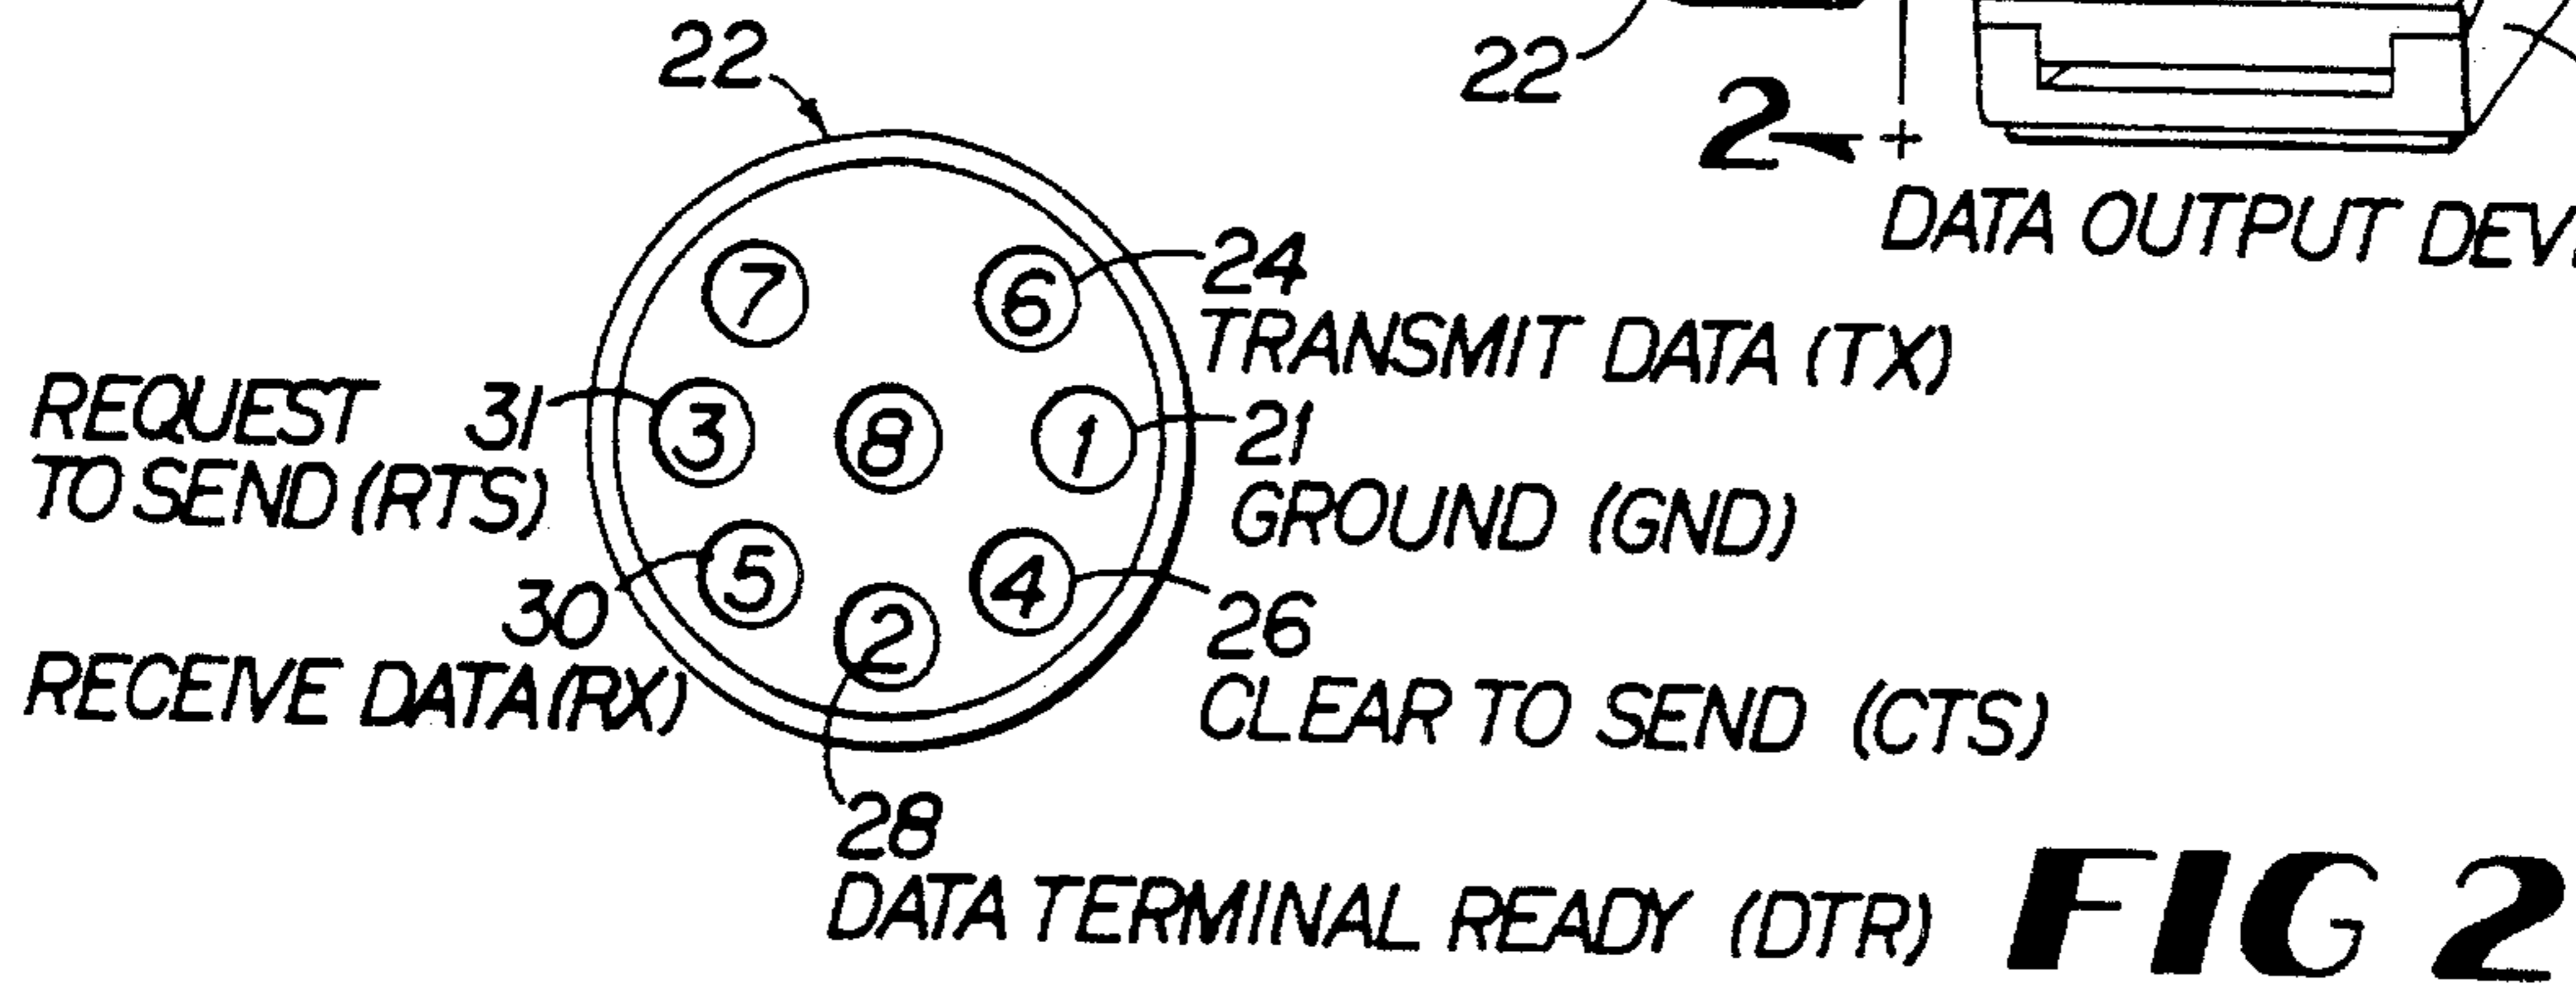 22
22
2
DATA OUTPUT
7
6
24
TRANSMIT DATA (TX)
REQUEST 31
TO SEND (RTS)
3
8
1
21
GROUND (GND)
5
4
30
RECEIVE DATA (RX)
2
26
CLEAR TO SEND (CTS)
28
DATA TERMINAL READY (DTR)
FIG 2